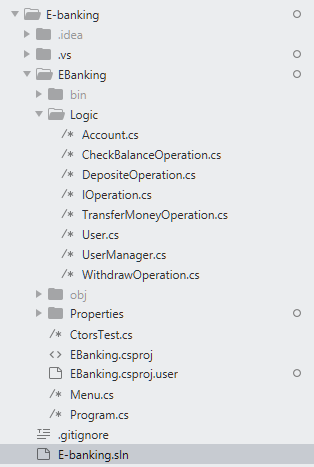 E-banking
.idea
.vs
EBanking
bin
Logic
Account.cs
CheckBalanceOperation.cs
DepositeOperation.cs
IOperation.cs
TransferMoneyOperation.cs
User.cs
UserManager.cs
WithdrawOperation.cs
obj
Properties
CtorsTest.cs
EBanking.csproj
EBanking.csproj.user
Menu.cs
Program.cs
.gitignore
E-banking.sln